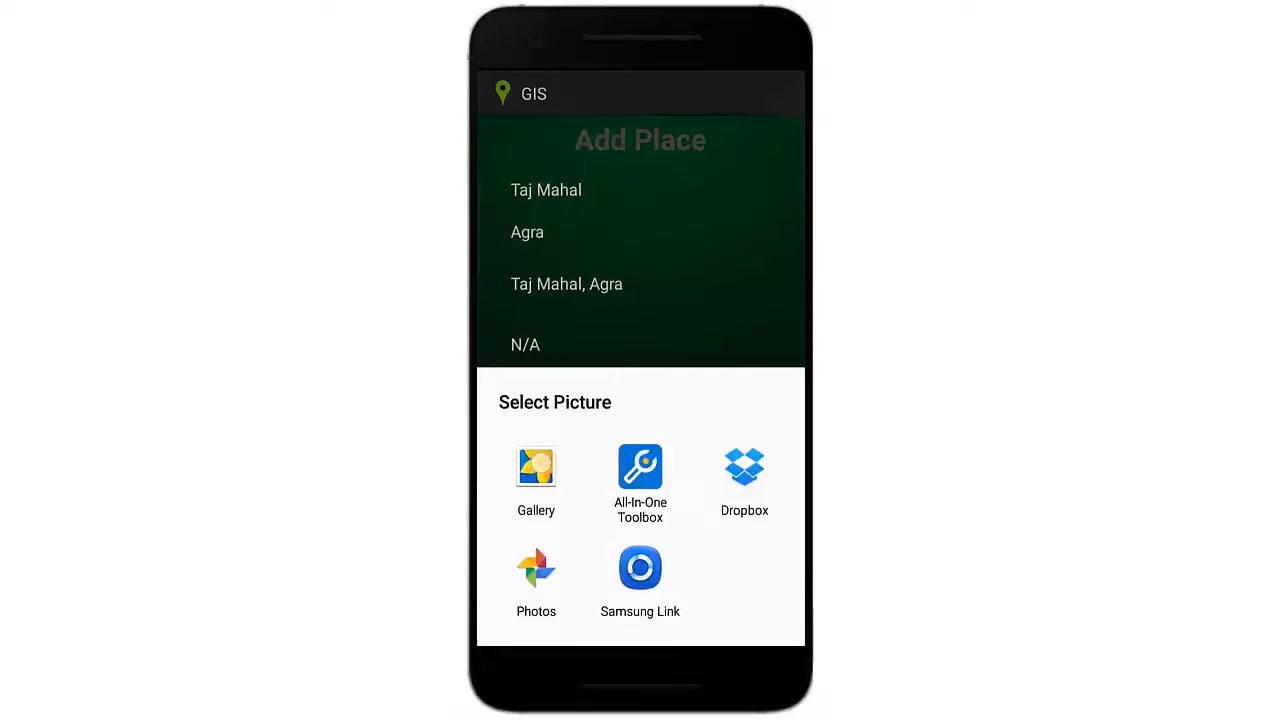 GIS
Add Place
Taj Mahal
Agra
Taj Mahal, Agra
N/A
Select Picture
Gallery
All-In-One
Toolbox
Dropbox
Photos
Samsung Link